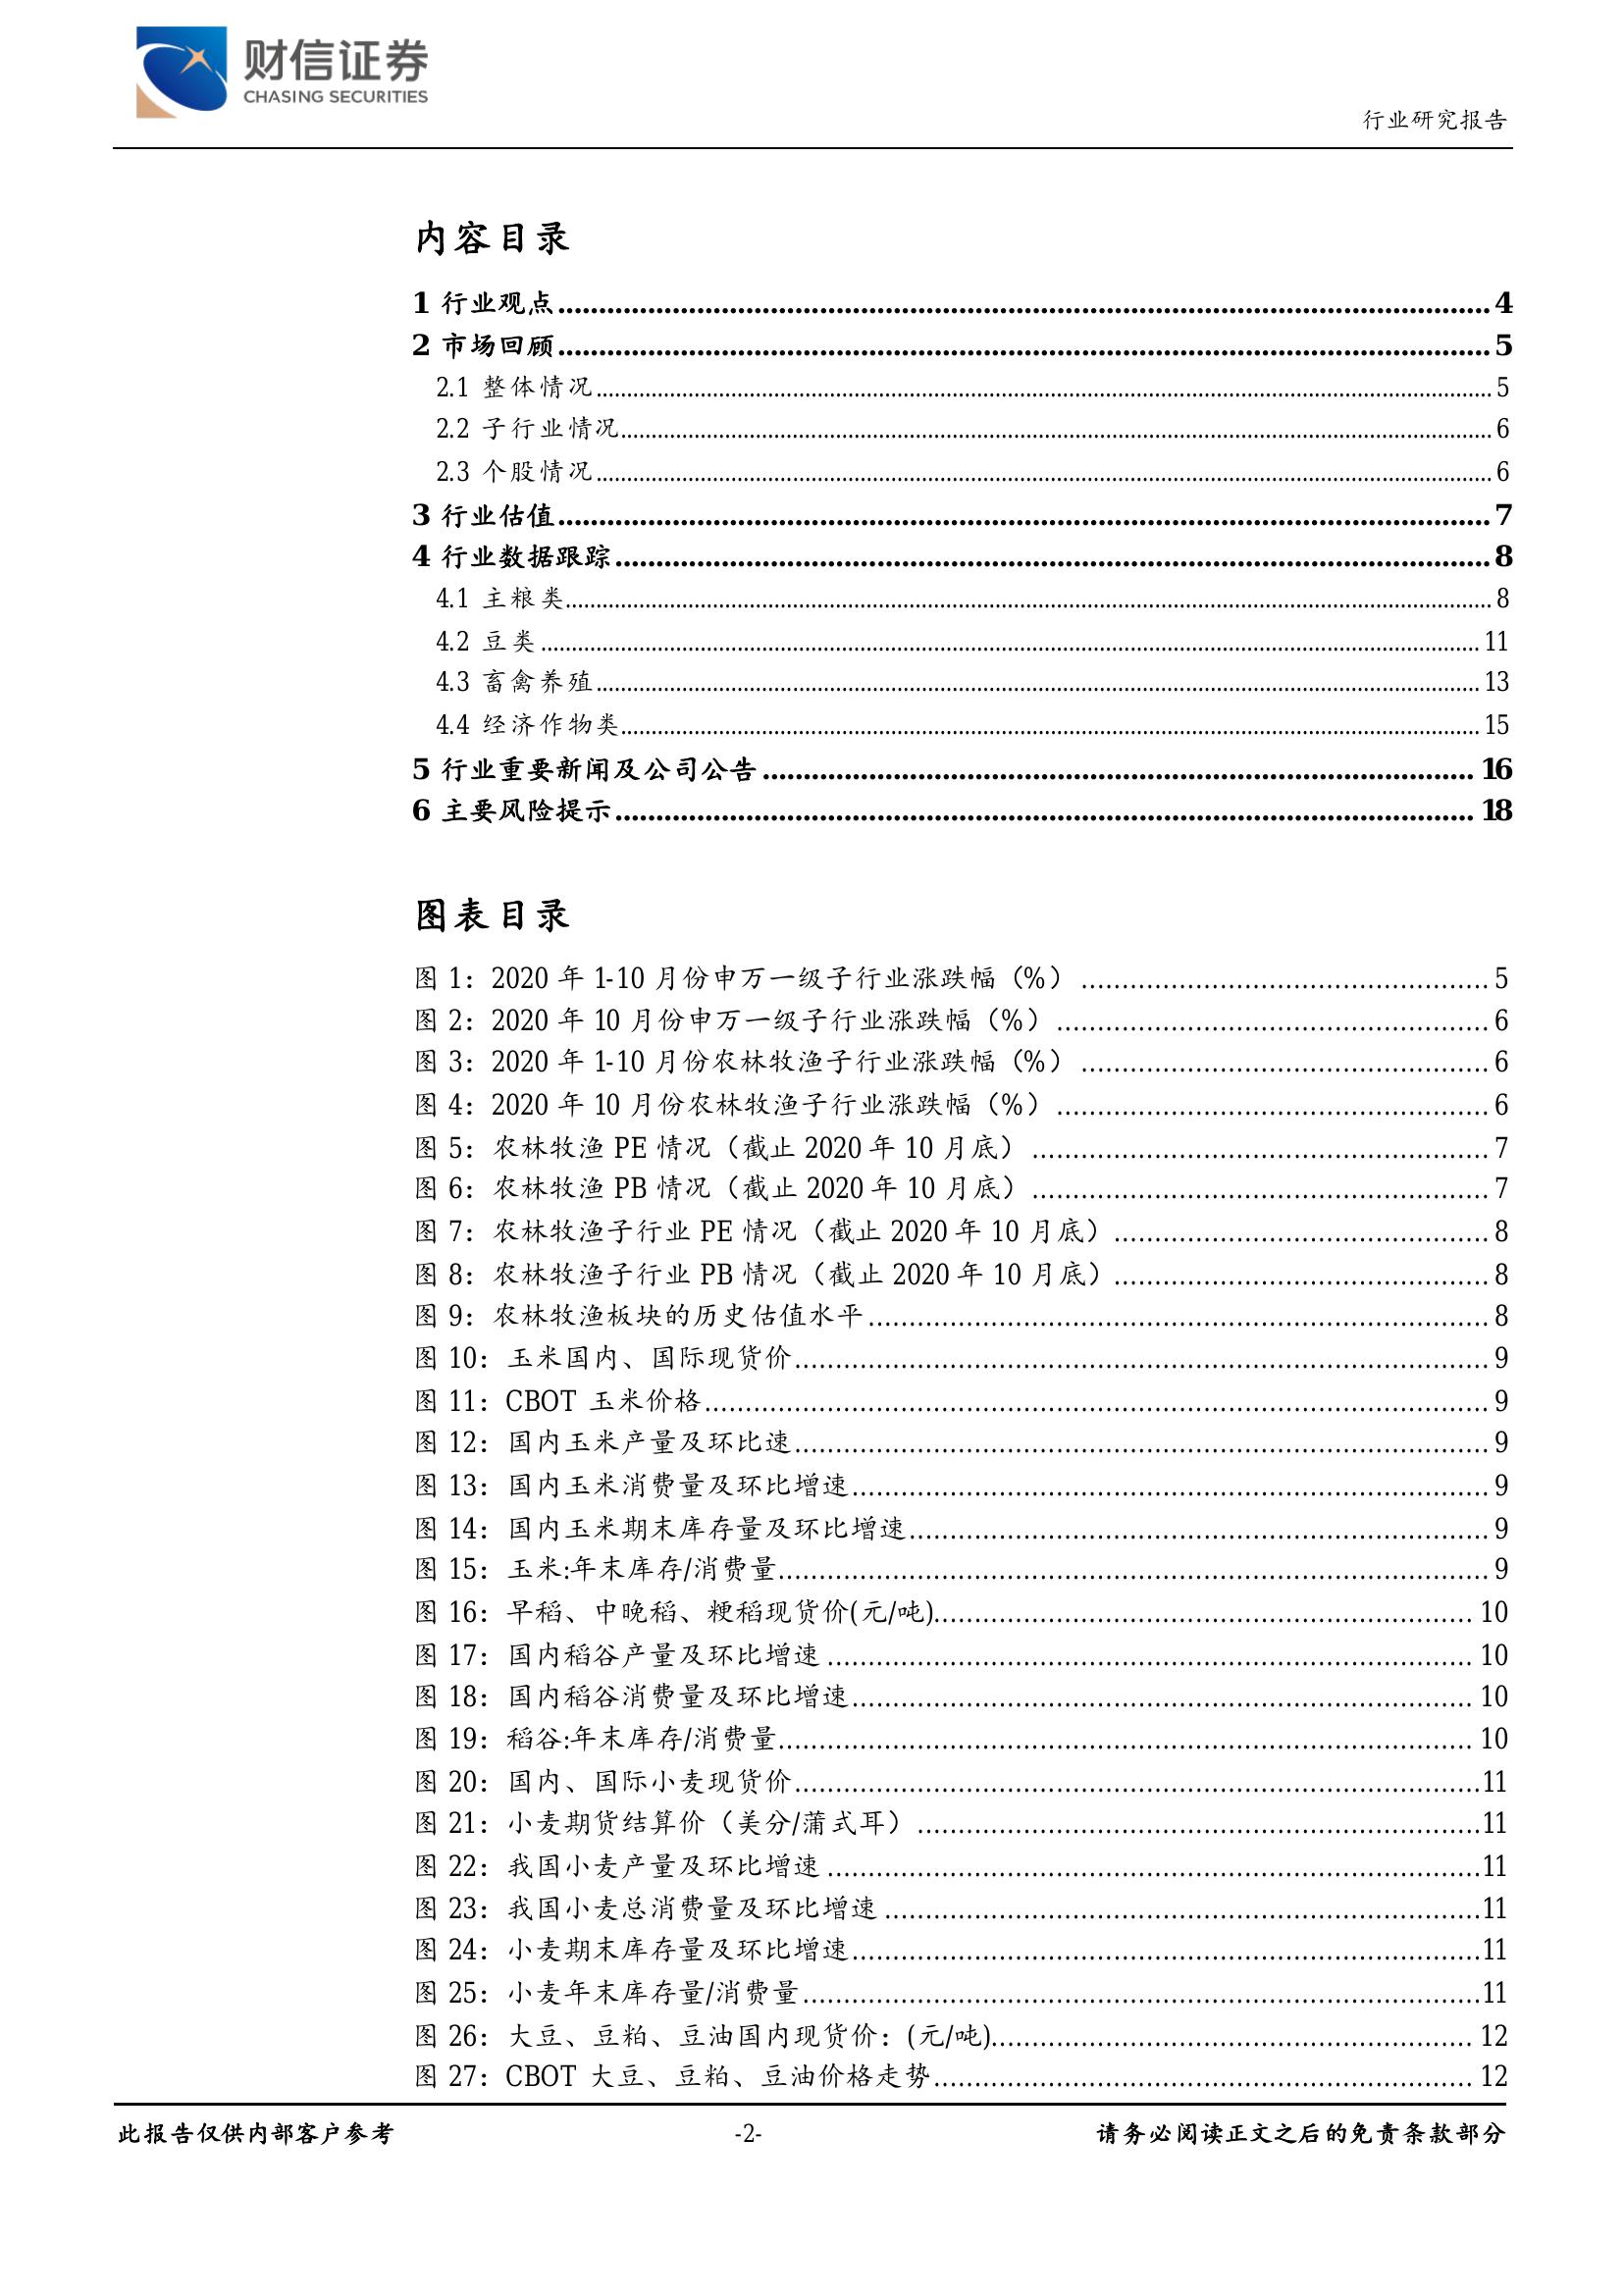 财信证券
CHASING SECURITIES
行业研究报告
内容目录
1 行业观点........ 4
2 市场回顾........ 5
2.1 整体情况........ 5
2.2 子行业情况........ 6
2.3 个股情况........ 6
3 行业估值........ 7
4 行业数据跟踪........ 8
4.1 主粮类........ 8
4.2 豆类........ 11
4.3 畜禽养殖........ 13
4.4 经济作物类........ 15
5 行业重要新闻及公司公告........ 16
6 主要风险提示........ 18
图表目录
图 1：2020 年 1-10 月份申万一级子行业涨跌幅（%）........ 5
图 2：2020 年 10 月份申万一级子行业涨跌幅（%）........ 6
图 3：2020 年 1-10 月份农林牧渔子行业涨跌幅（%）........ 6
图 4：2020 年 10 月份农林牧渔子行业涨跌幅（%）........ 6
图 5：农林牧渔 PE 情况（截止 2020 年 10 月底）........ 7
图 6：农林牧渔 PB 情况（截止 2020 年 10 月底）........ 7
图 7：农林牧渔子行业 PE 情况（截止 2020 年 10 月底）........ 8
图 8：农林牧渔子行业 PB 情况（截止 2020 年 10 月底）........ 8
图 9：农林牧渔板块的历史估值水平........ 8
图 10：玉米国内、国际现货价........ 9
图 11：CBOT 玉米价格........ 9
图 12：国内玉米产量及环比速........ 9
图 13：国内玉米消费量及环比增速........ 9
图 14：国内玉米期末库存量及环比增速........ 9
图 15：玉米:年末库存/消费量........ 9
图 16：早稻、中晚稻、粳稻现货价(元/吨)........ 10
图 17：国内稻谷产量及环比增速........ 10
图 18：国内稻谷消费量及环比增速........ 10
图 19：稻谷:年末库存/消费量........ 10
图 20：国内、国际小麦现货价........ 11
图 21：小麦期货结算价（美分/蒲式耳）........ 11
图 22：我国小麦产量及环比增速........ 11
图 23：我国小麦总消费量及环比增速........ 11
图 24：小麦期末库存量及环比增速........ 11
图 25：小麦年末库存量/消费量........ 11
图 26：大豆、豆粕、豆油国内现货价：(元/吨)........ 12
图 27：CBOT 大豆、豆粕、豆油价格走势........ 12
此报告仅供内部客户参考
-2-
请务必阅读正文之后的免责条款部分